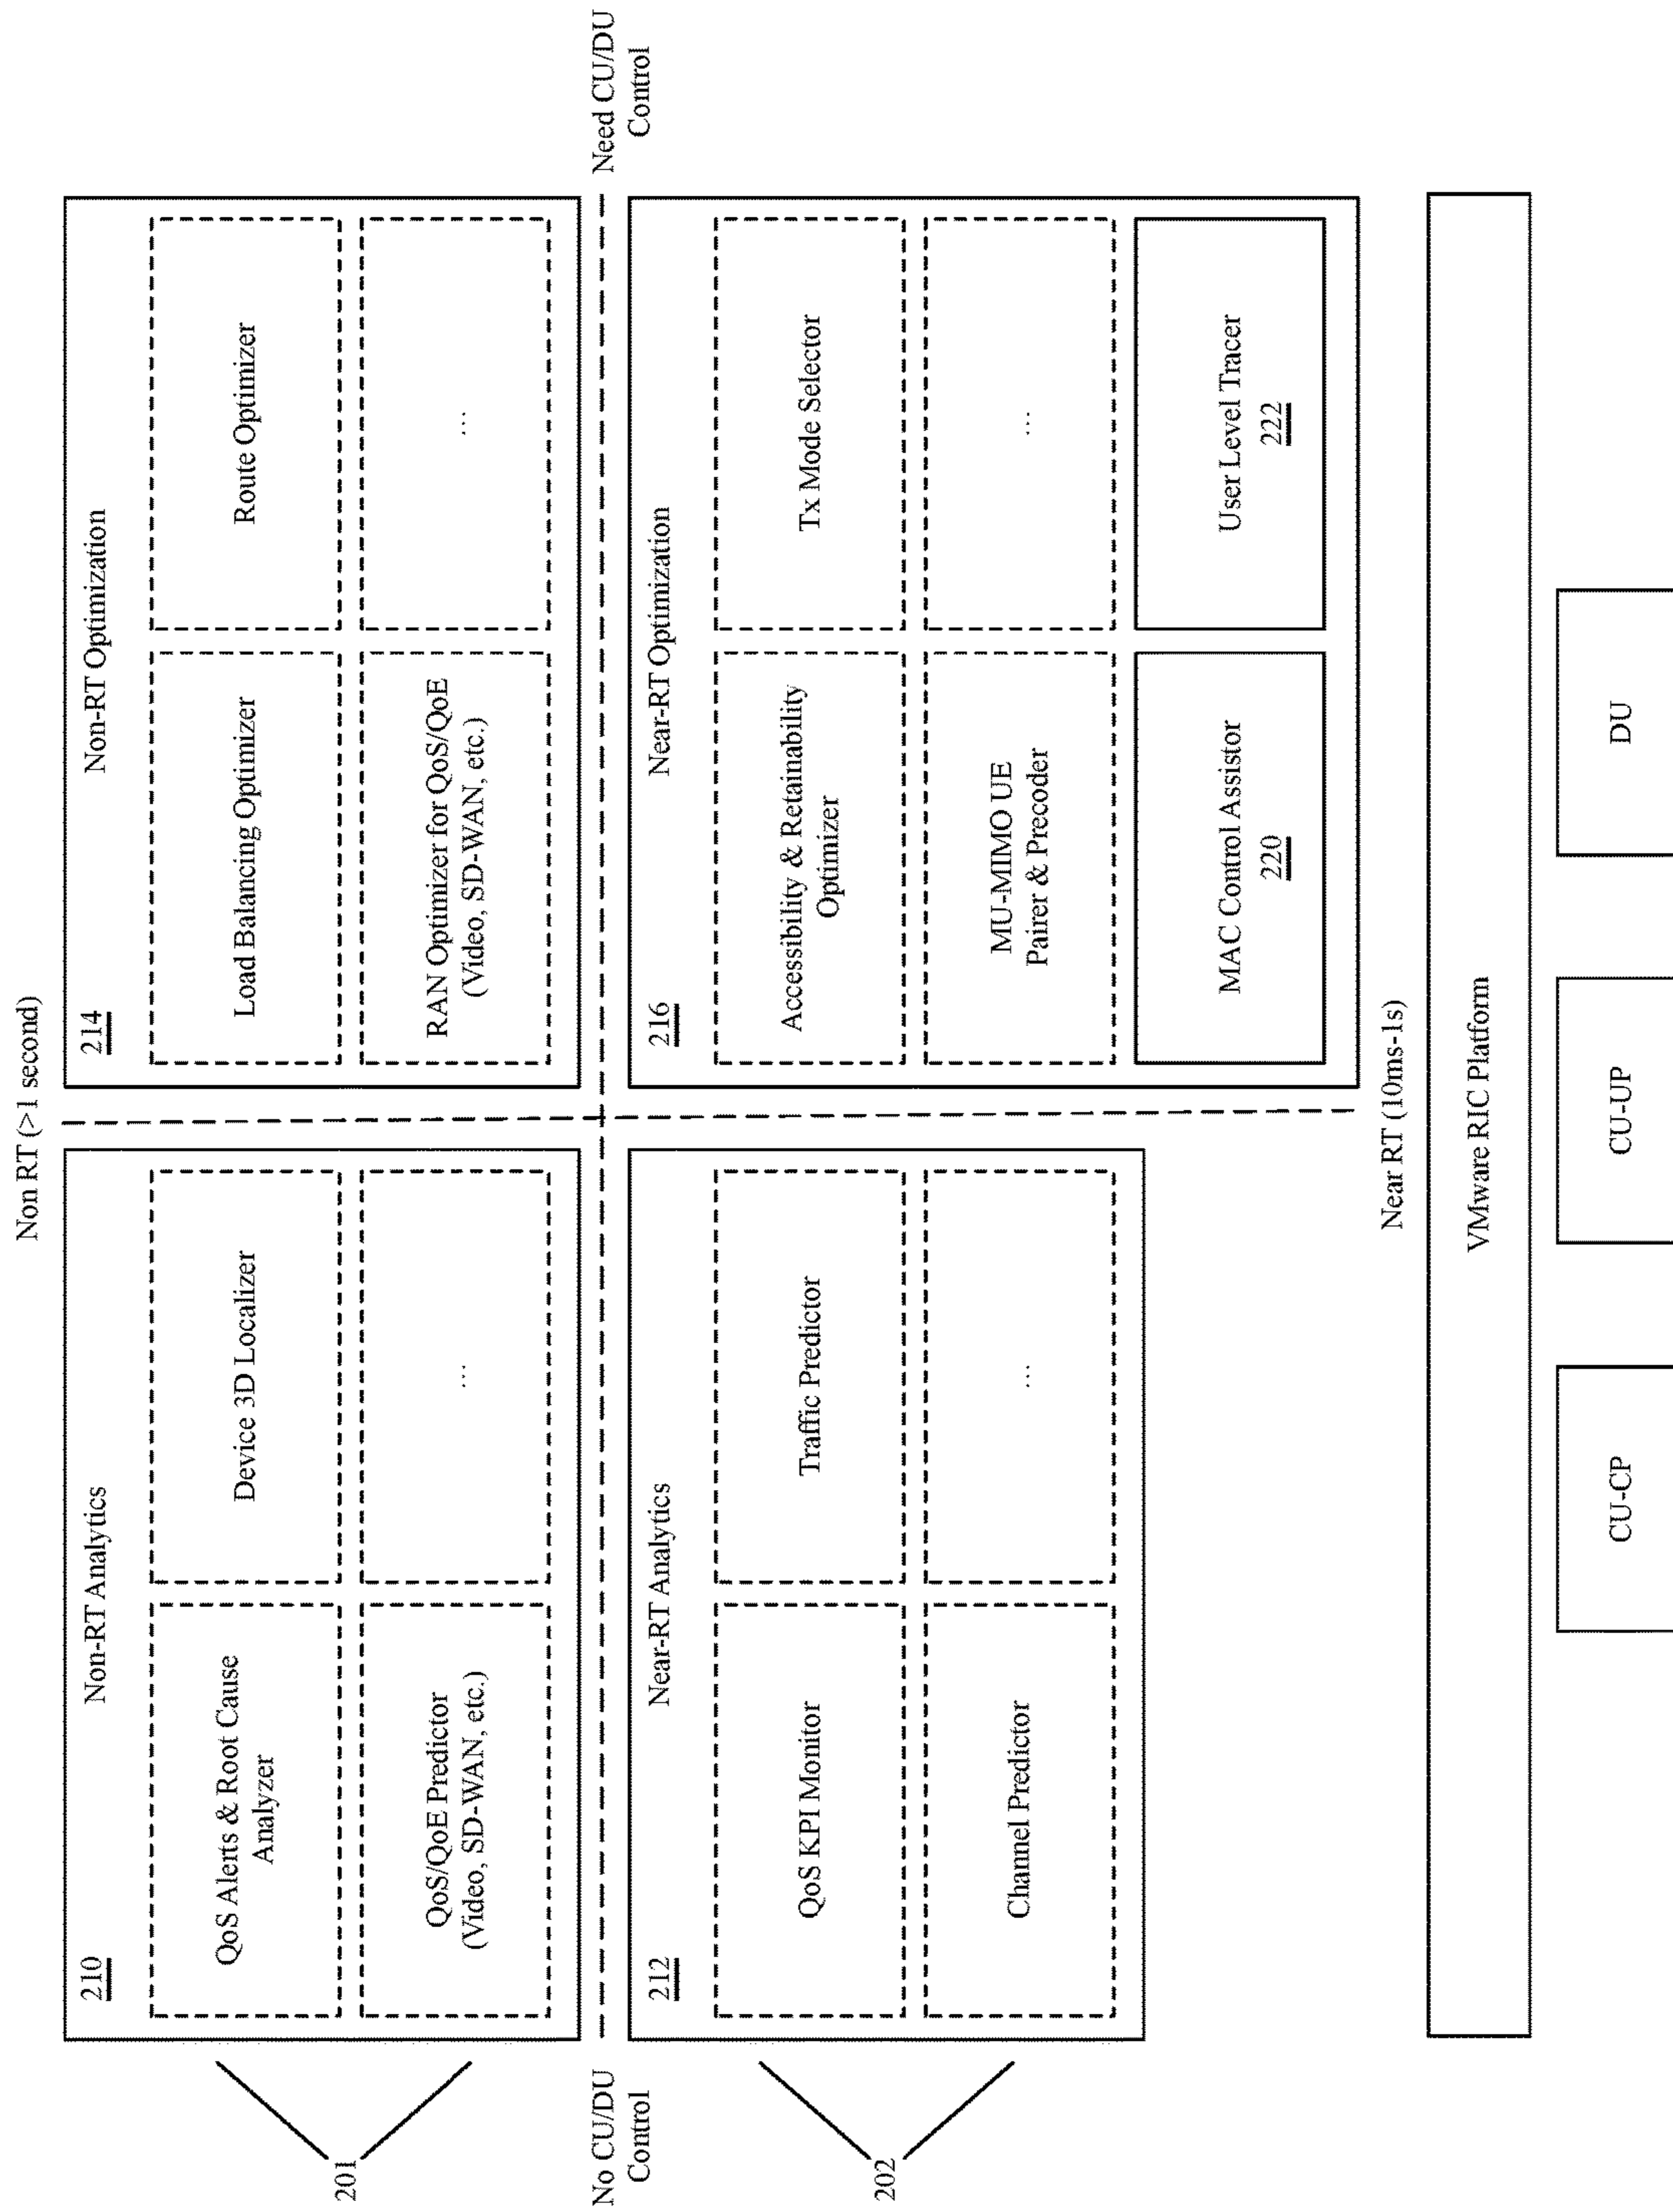 Non RT (>1 second)
210
Non-RT Analytics
QoS Alerts & Root Cause
Analyzer
Device 3D Localizer
QoS/QoE Predictor
(Video, SD-WAN, etc.)
...
214
Non-RT Optimization
Load Balancing Optimizer
Route Optimizer
RAN Optimizer for QoS/QoE
(Video, SD-WAN, etc.)
...
201
No CU/DU
Control
Need CU/DU
Control
212
Near-RT Analytics
QoS KPI Monitor
Traffic Predictor
Channel Predictor
...
202
216
Near-RT Optimization
Accessibility & Retainability
Optimizer
Tx Mode Selector
MU-MIMO UE
Pairer & Precoder
...
MAC Control Assistor
220
User Level Tracer
222
Near RT (10ms-1s)
VMware RIC Platform
CU-CP
CU-UP
DU